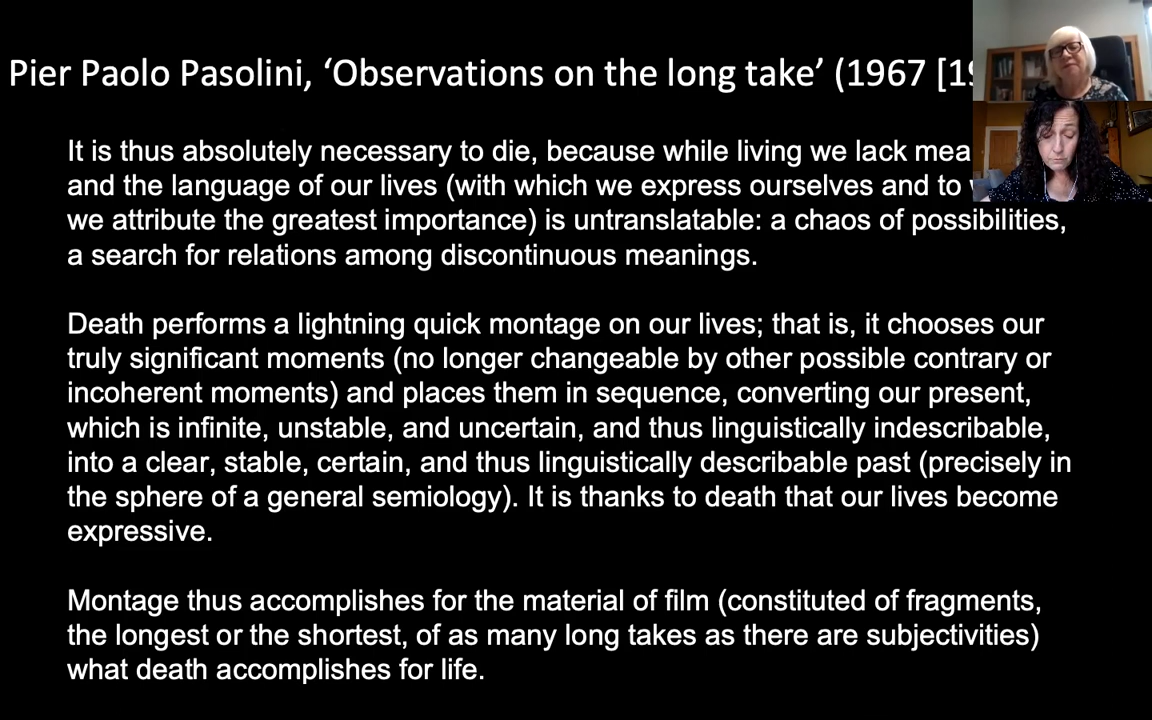 Pier Paolo Pasolini, ‘Observations on the long take’ (1967 [19
It is thus absolutely necessary to die, because while living we lack mea
and the language of our lives (with which we express ourselves and to
we attribute the greatest importance) is untranslatable: a chaos of possibilities,
a search for relations among discontinuous meanings.
Death performs a lightning quick montage on our lives; that is, it chooses our
truly significant moments (no longer changeable by other possible contrary or
incoherent moments) and places them in sequence, converting our present,
which is infinite, unstable, and uncertain, and thus linguistically indescribable,
into a clear, stable, certain, and thus linguistically describable past (precisely in
the sphere of a general semiology). It is thanks to death that our lives become
expressive.
Montage thus accomplishes for the material of film (constituted of fragments,
the longest or the shortest, of as many long takes as there are subjectivities)
what death accomplishes for life.